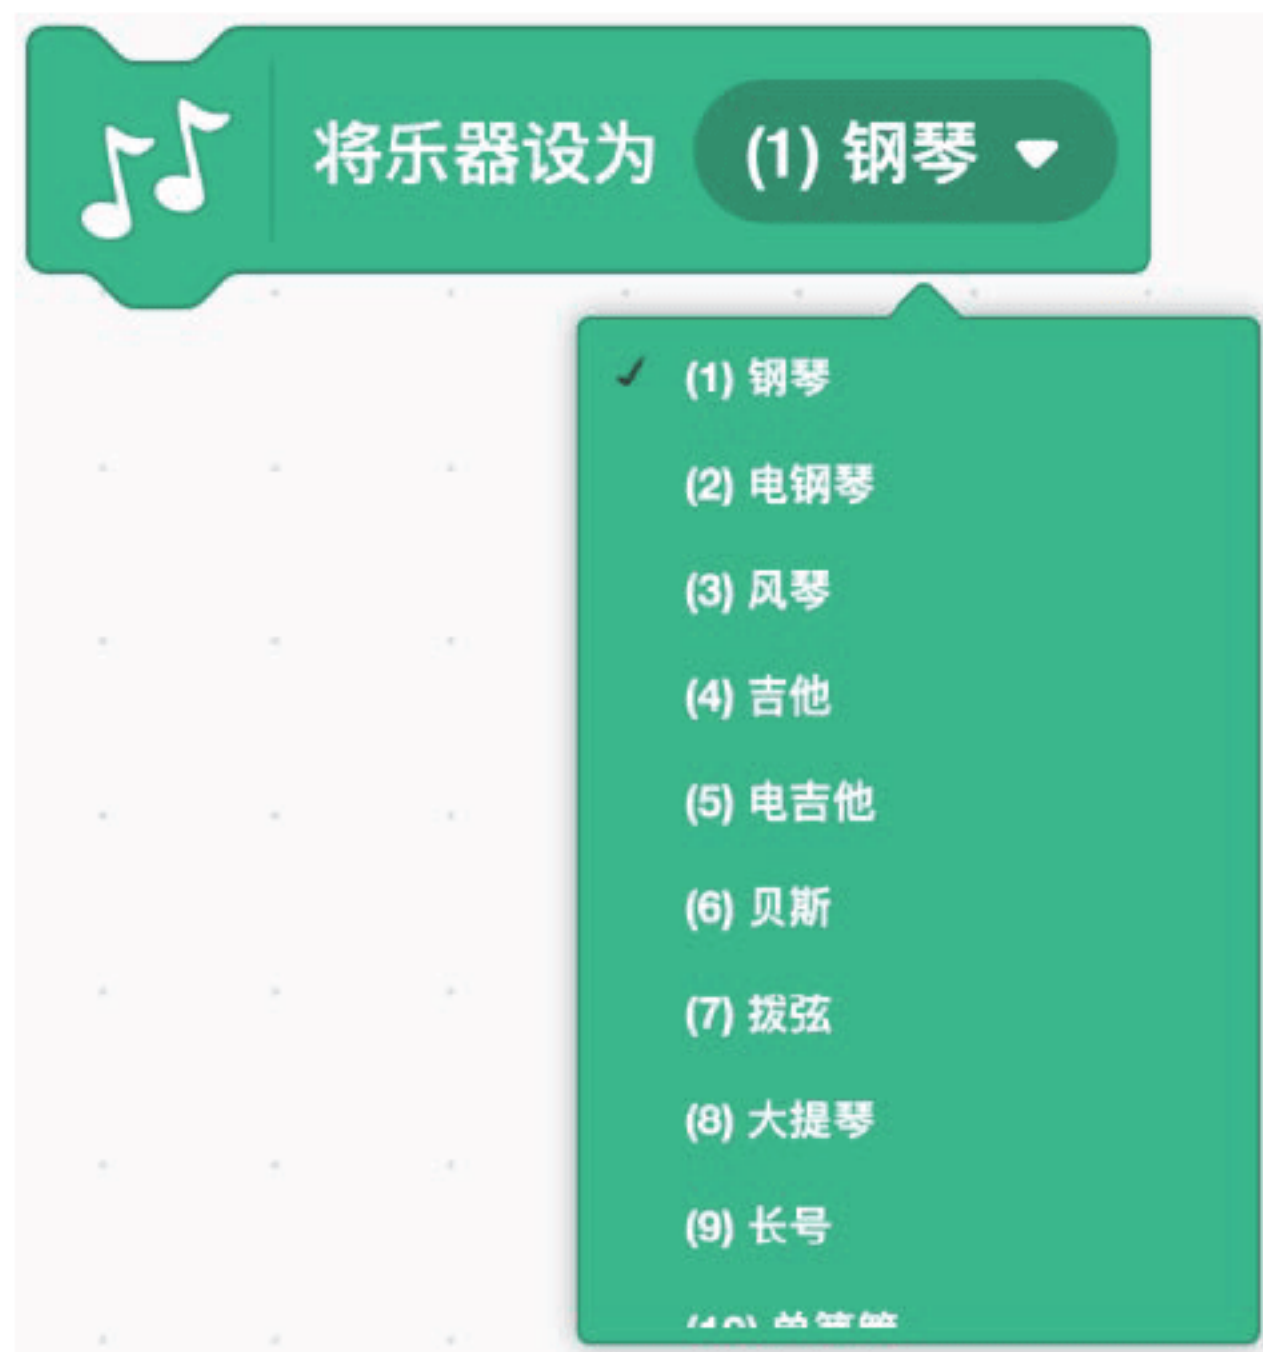 将乐器设为 (1) 钢琴
(1) 钢琴
(2) 电钢琴
(3) 风琴
(4) 吉他
(5) 电吉他
(6) 贝斯
(7) 拨弦
(8) 大提琴
(9) 长号